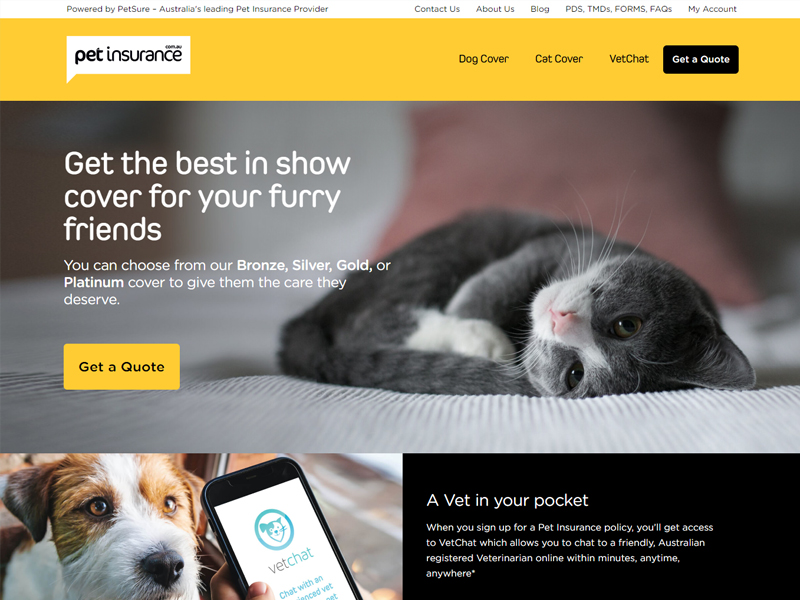 Powered by PetSure – Australia's leading Pet Insurance Provider
Contact Us About Us Blog PDS, TMDs, FORMS, FAQs My Account
pet insurance .com.au
Dog Cover Cat Cover VetChat Get a Quote
Get the best in show
cover for your furry
friends
You can choose from our Bronze, Silver, Gold, or
Platinum cover to give them the care they
deserve.
Get a Quote
vetchat
Chat with an
A Vet in your pocket
When you sign up for a Pet Insurance policy, you'll get access
to VetChat which allows you to chat to a friendly, Australian
registered Veterinarian online within minutes, anytime,
anywhere*